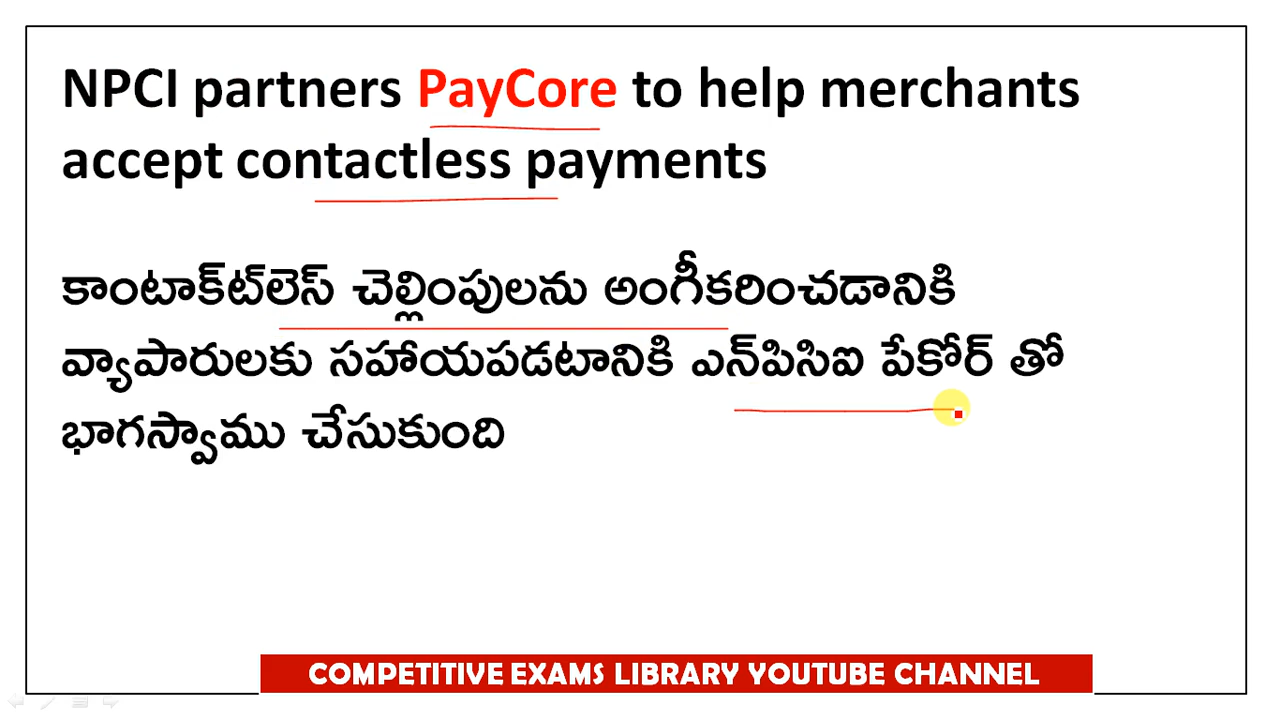 NPCI partners PayCore to help merchants
accept contactless payments
కాంటాక్ట్‌లెస్ చెల్లింపులను అంగీకరించడానికి
వ్యాపారులకు సహాయపడటానికి ఎన్‌పిసిఐ పేకోర్ తో
భాగస్వాము చేసుకుంది
COMPETITIVE EXAMS LIBRARY YOUTUBE CHANNEL